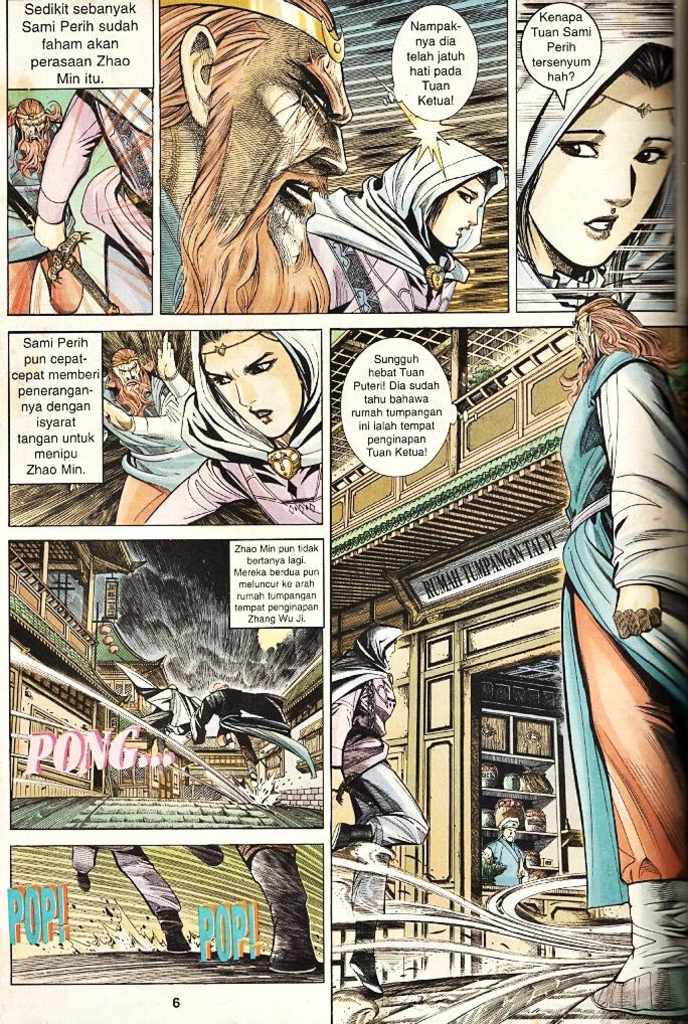 Sedikit sebanyak
Sami Perih sudah
faham akan
perasaan Zhao
Min itu.
Nampak-
nya dia
telah jatuh
hati pada
Tuan
Ketua!
Kenapa
Tuan Sami
Perih
tersenyum
hah?
Sami Perih
pun cepat-
cepat memberi
penerangan-
nya dengan
isyarat
tangan untuk
menipu
Zhao Min.
Sungguh
hebat Tuan
Puteri! Dia sudah
tahu bahawa
rumah tumpangan
ini ialah tempat
penginapan
Tuan Ketua!
RUMAH TUMPANGAN TAI YI
Zhao Min pun tidak
bertanya lagi.
Mereka berdua pun
meluncur ke arah
rumah tumpangan
tempat penginapan
Zhang Wu Ji.
PONG...
POP!
POP!
6